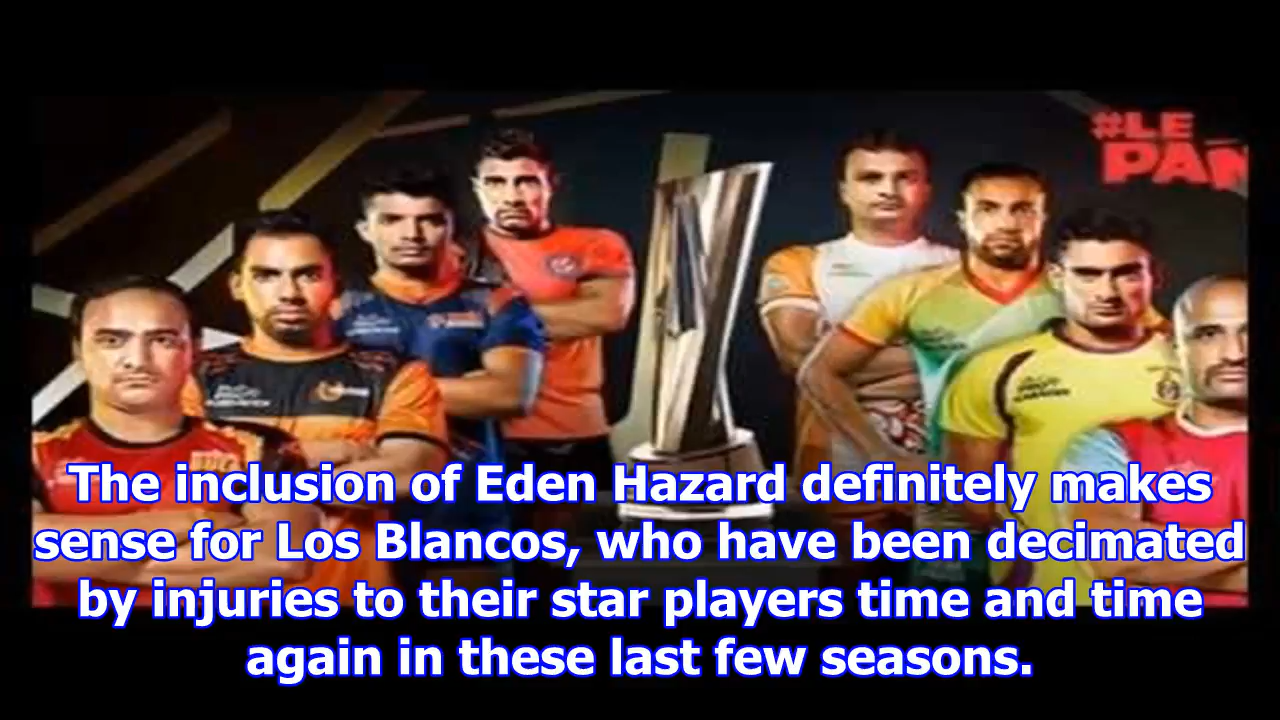 #LE
PAN
The inclusion of Eden Hazard definitely makes
sense for Los Blancos, who have been decimated
by injuries to their star players time and time
again in these last few seasons.